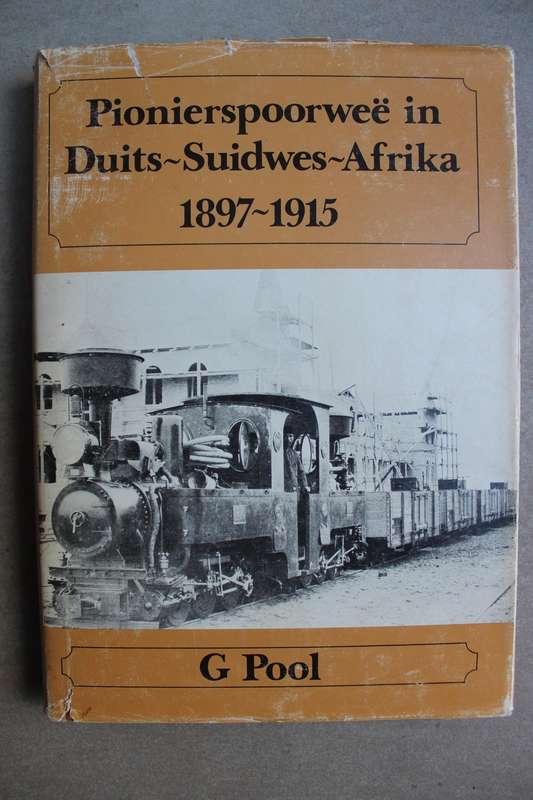 Pionierspoorweë in
Duits~Suidwes~Afrika
1897~1915
G Pool